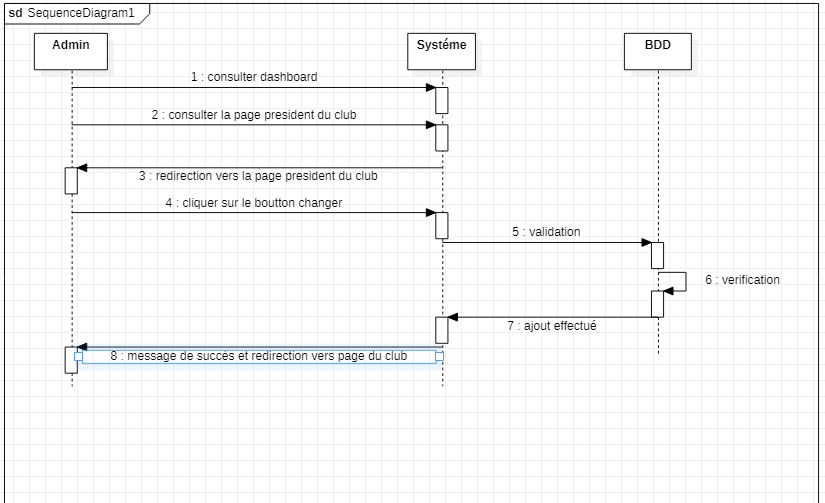 sd SequenceDiagram1
Admin
Systéme
BDD
1 : consulter dashboard
2 : consulter la page president du club
3 : redirection vers la page president du club
4 : cliquer sur le boutton changer
5 : validation
6 : verification
7 : ajout effectué
8 : message de succès et redirection vers page du club